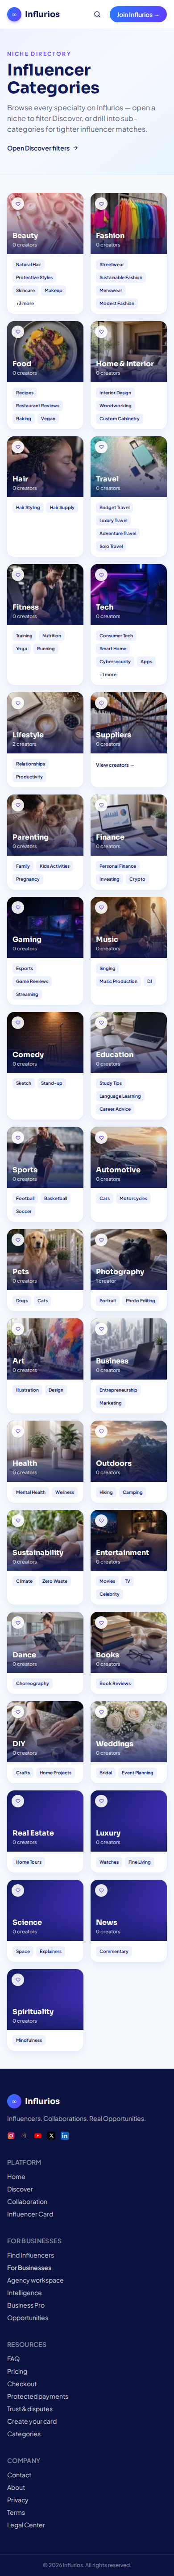 Influrios
Join Influrios →
NICHE DIRECTORY
Influencer
Categories
Browse every specialty on Influrios — open a
niche to filter Discover, or drill into sub-
categories for tighter influencer matches.
Open Discover filters →
Beauty
0 creators
Natural Hair
Protective Styles
Skincare Makeup
+3 more
Fashion
0 creators
Streetwear
Sustainable Fashion
Menswear
Modest Fashion
Food
0 creators
Recipes
Restaurant Reviews
Baking Vegan
Home & Interior
0 creators
Interior Design
Woodworking
Custom Cabinetry
Hair
0 creators
Hair Styling Hair Supply
Travel
0 creators
Budget Travel
Luxury Travel
Adventure Travel
Solo Travel
Fitness
0 creators
Training Nutrition
Yoga Running
Tech
0 creators
Consumer Tech
Smart Home
Cybersecurity Apps
+1 more
Lifestyle
2 creators
Relationships
Productivity
Suppliers
0 creators
View creators →
Parenting
0 creators
Family Kids Activities
Pregnancy
Finance
0 creators
Personal Finance
Investing Crypto
Gaming
0 creators
Esports
Game Reviews
Streaming
Music
0 creators
Singing
Music Production DJ
Comedy
0 creators
Sketch Stand-up
Education
0 creators
Study Tips
Language Learning
Career Advice
Sports
0 creators
Football Basketball
Soccer
Automotive
0 creators
Cars Motorcycles
Pets
0 creators
Dogs Cats
Photography
1 creator
Portrait Photo Editing
Art
0 creators
Illustration Design
Business
0 creators
Entrepreneurship
Marketing
Health
0 creators
Mental Health Wellness
Outdoors
0 creators
Hiking Camping
Sustainability
0 creators
Climate Zero Waste
Entertainment
0 creators
Movies TV
Celebrity
Dance
0 creators
Choreography
Books
0 creators
Book Reviews
DIY
0 creators
Crafts Home Projects
Weddings
0 creators
Bridal Event Planning
Real Estate
0 creators
Home Tours
Luxury
0 creators
Watches Fine Living
Science
0 creators
Space Explainers
News
0 creators
Commentary
Spirituality
0 creators
Mindfulness
Influrios
Influencers. Collaborations. Real Opportunities.
PLATFORM
Home
Discover
Collaboration
Influencer Card
FOR BUSINESSES
Find Influencers
For Businesses
Agency workspace
Intelligence
Business Pro
Opportunities
RESOURCES
FAQ
Pricing
Checkout
Protected payments
Trust & disputes
Create your card
Categories
COMPANY
Contact
About
Privacy
Terms
Legal Center
© 2026 Influrios. All rights reserved.